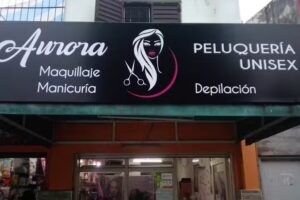 Aurora
Maquillaje
Manicuría
PELUQUERÍA
UNISEX
Depilación